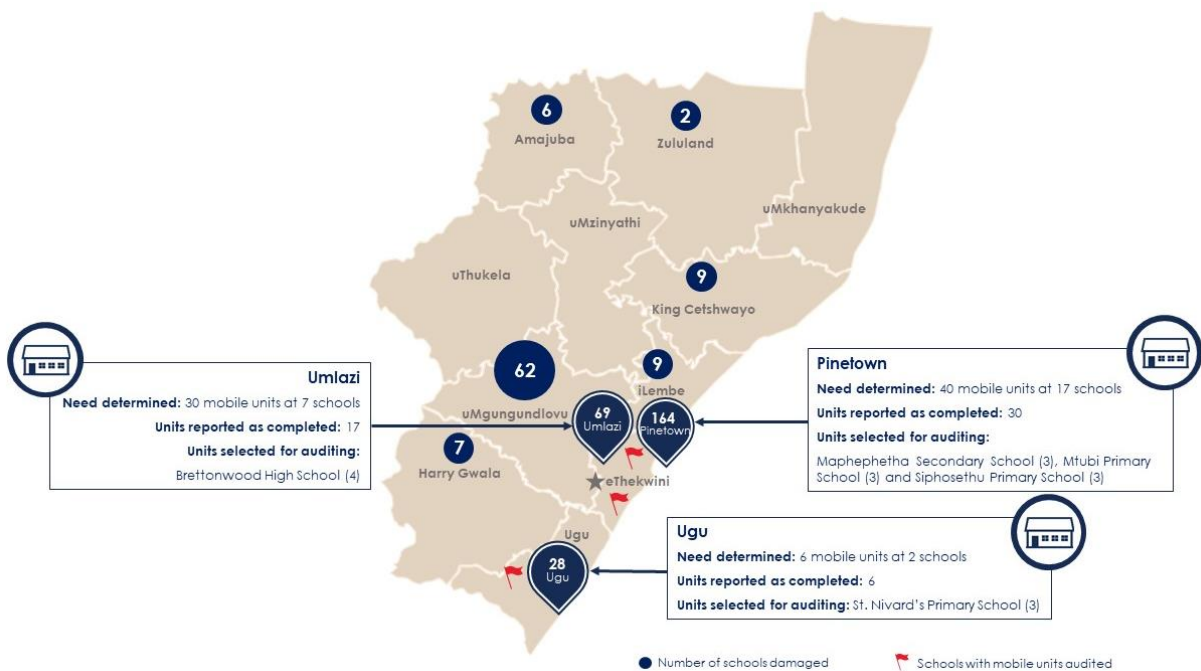 6
Amajuba
2
Zululand
uMkhanyakude
uMzinyathi
uThukela
9
King Cetshwayo
62
uMgungundlovu
9
iLembe
69
Umlazi
164
Pinetown
7
Harry Gwala
eThekwini
Ugu
28
Ugu
Umlazi
Need determined: 30 mobile units at 7 schools
Units reported as completed: 17
Units selected for auditing:
Brettonwood High School (4)
Pinetown
Need determined: 40 mobile units at 17 schools
Units reported as completed: 30
Units selected for auditing:
Maphephetha Secondary School (3), Mtubi Primary
School (3) and Siphosethu Primary School (3)
Ugu
Need determined: 6 mobile units at 2 schools
Units reported as completed: 6
Units selected for auditing: St. Nivard's Primary School (3)
Number of schools damaged
Schools with mobile units audited